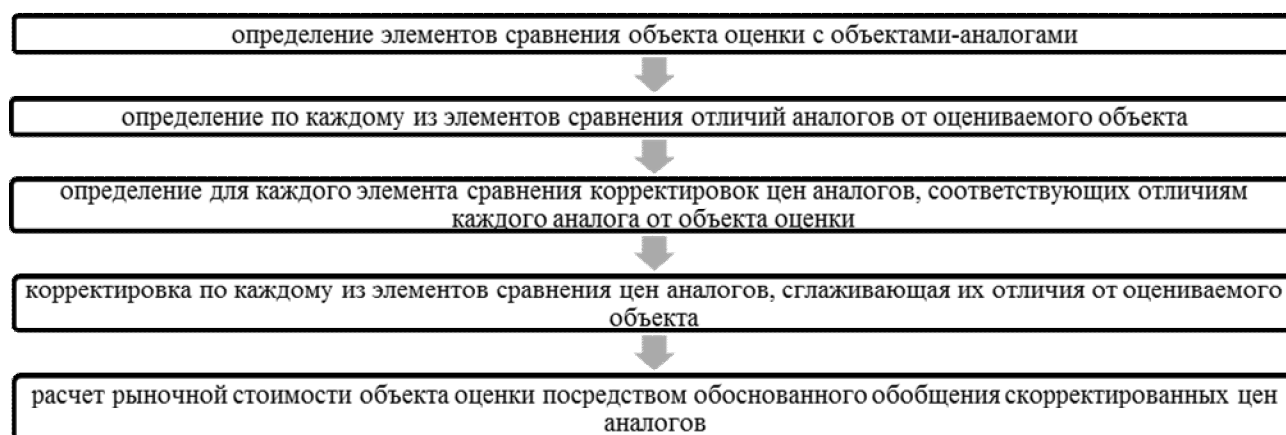 определение элементов сравнения объекта оценки с объектами-аналогами
определение по каждому из элементов сравнения отличий аналогов от оцениваемого объекта
определение для каждого элемента сравнения корректировок цен аналогов, соответствующих отличиям
каждого аналога от объекта оценки
корректировка по каждому из элементов сравнения цен аналогов, сглаживающая их отличия от оцениваемого
объекта
расчет рыночной стоимости объекта оценки посредством обоснованного обобщения скорректированных цен
аналогов